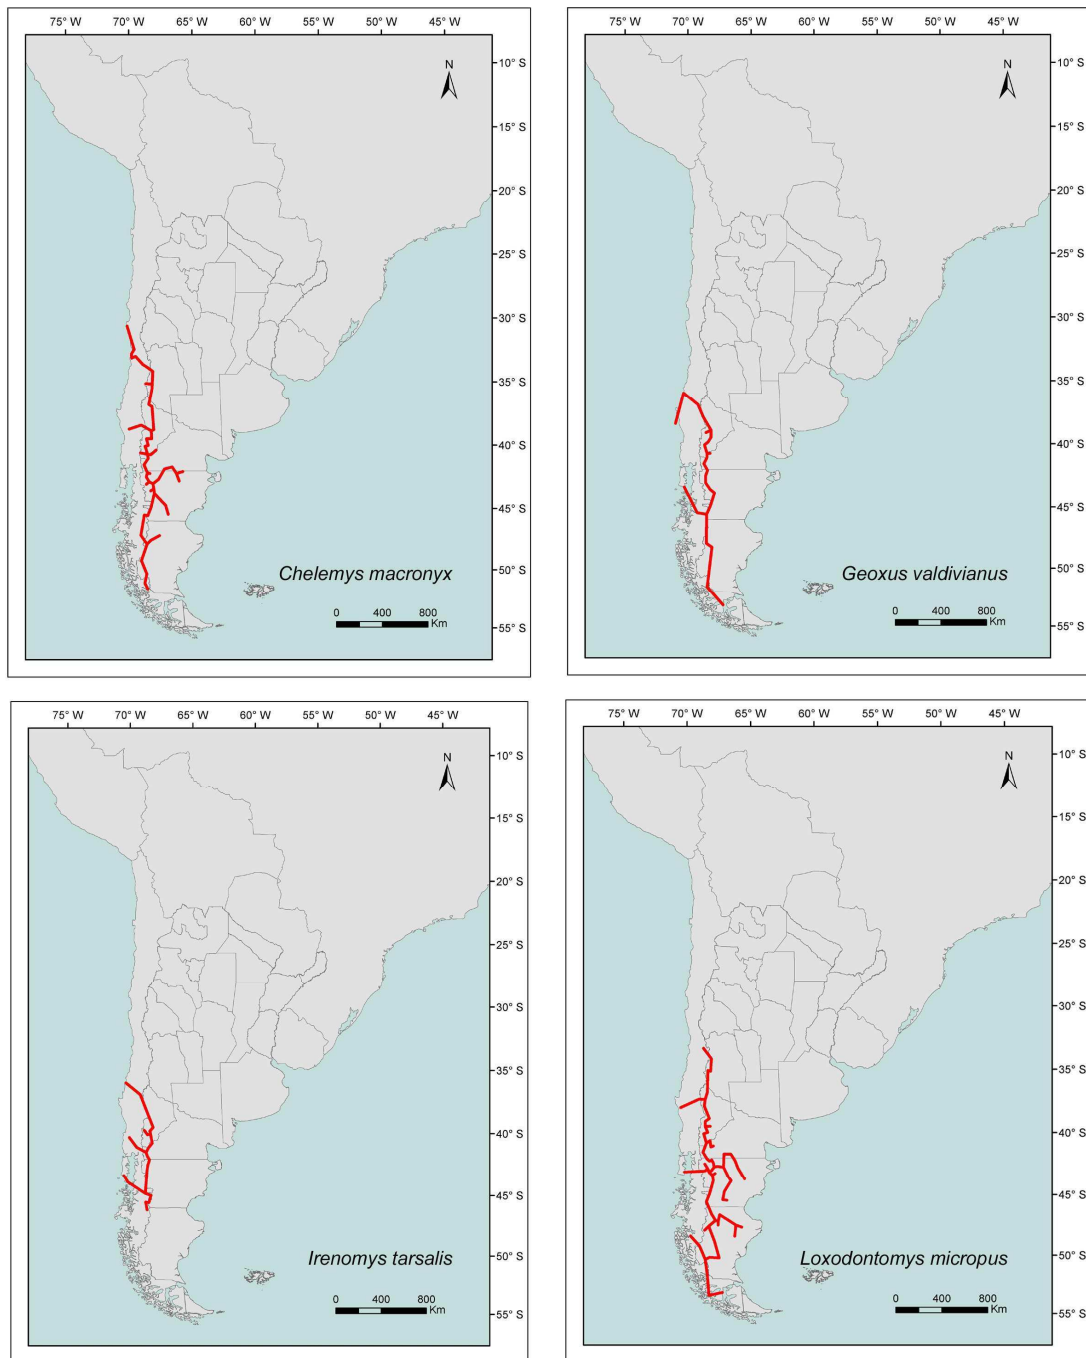 75° W 70° W 65° W 60° W 55° W 50° W 45° W
N
10° S
15° S
20° S
25° S
30° S
35° S
40° S
45° S
50° S
55° S
Chelemys macronyx
0 400 800
Km
75° W 70° W 65° W 60° W 55° W 50° W 45° W
N
10° S
15° S
20° S
25° S
30° S
35° S
40° S
45° S
50° S
55° S
Geoxus valdivianus
0 400 800
Km
75° W 70° W 65° W 60° W 55° W 50° W 45° W
N
10° S
15° S
20° S
25° S
30° S
35° S
40° S
45° S
50° S
55° S
Irenomys tarsalis
0 400 800
Km
75° W 70° W 65° W 60° W 55° W 50° W 45° W
N
10° S
15° S
20° S
25° S
30° S
35° S
40° S
45° S
50° S
55° S
Loxodontomys micropus
0 400 800
Km